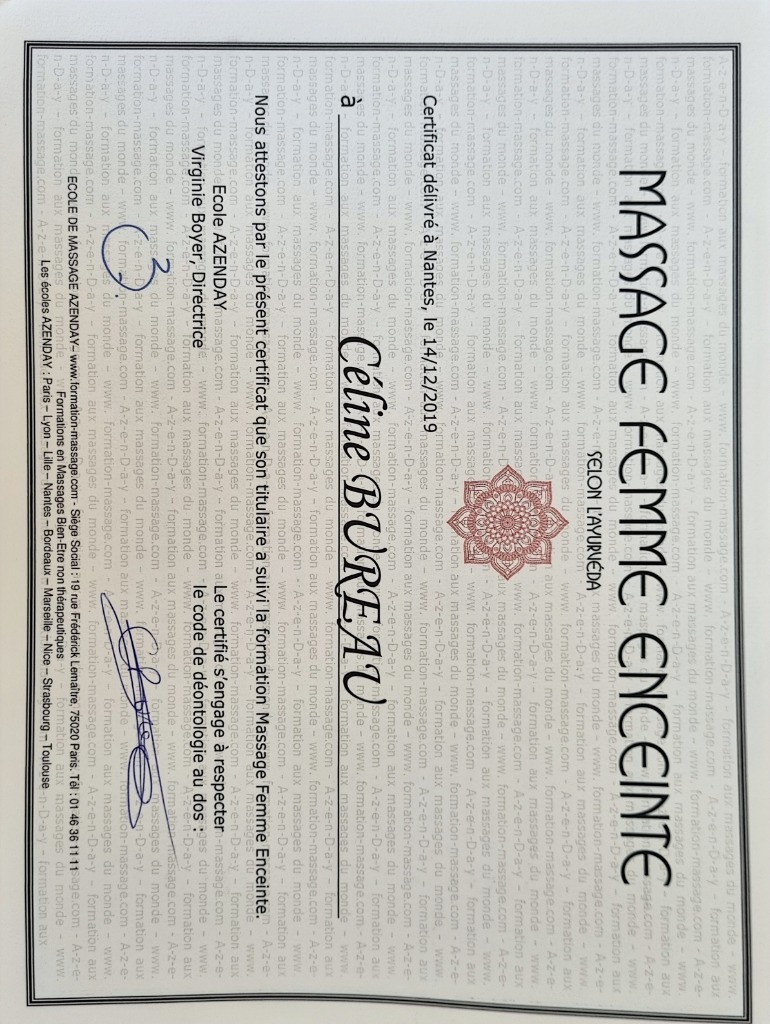 MASSAGE FEMME ENCEINTE
SELON L'AYURVÉDA
Certificat délivré à Nantes, le 14/12/2019
à Céline BUREAU
Nous attestons par le présent certificat que son titulaire a suivi la formation Massage Femme Enceinte.
Ecole AZENDAY
Virginie Boyer, Directrice
Le certifié s'engage à respecter
le code de déontologie au dos :
ECOLE DE MASSAGE AZENDAY– www.formation-massage.com - Siège Social : 19 rue Frédérick Lemaître, 75020 Paris. Tél : 01 46 36 11 11
Formations en Massages Bien-Etre non thérapeutiques
Les écoles AZENDAY : Paris – Lyon – Lille – Nantes – Bordeaux – Marseille – Nice – Strasbourg – Toulouse